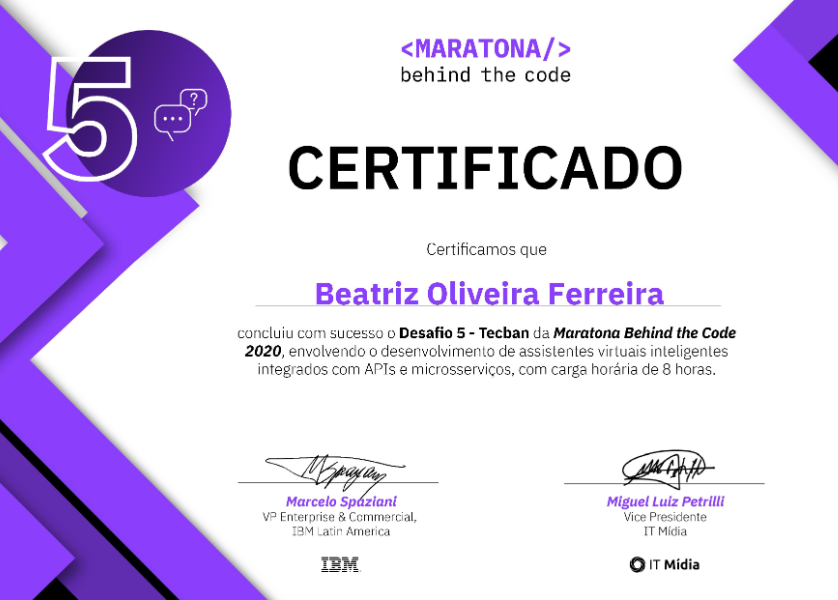 5
?
<MARATONA/>
behind the code
CERTIFICADO
Certificamos que
Beatriz Oliveira Ferreira
concluiu com sucesso o Desafio 5 - Tecban da Maratona Behind the Code
2020, envolvendo o desenvolvimento de assistentes virtuais inteligentes
integrados com APIs e microsserviços, com carga horária de 8 horas.
Marcelo Spaziani
VP Enterprise & Commercial,
IBM Latin America
IBM
Miguel Luiz Petrilli
Vice Presidente
IT Mídia
IT Mídia